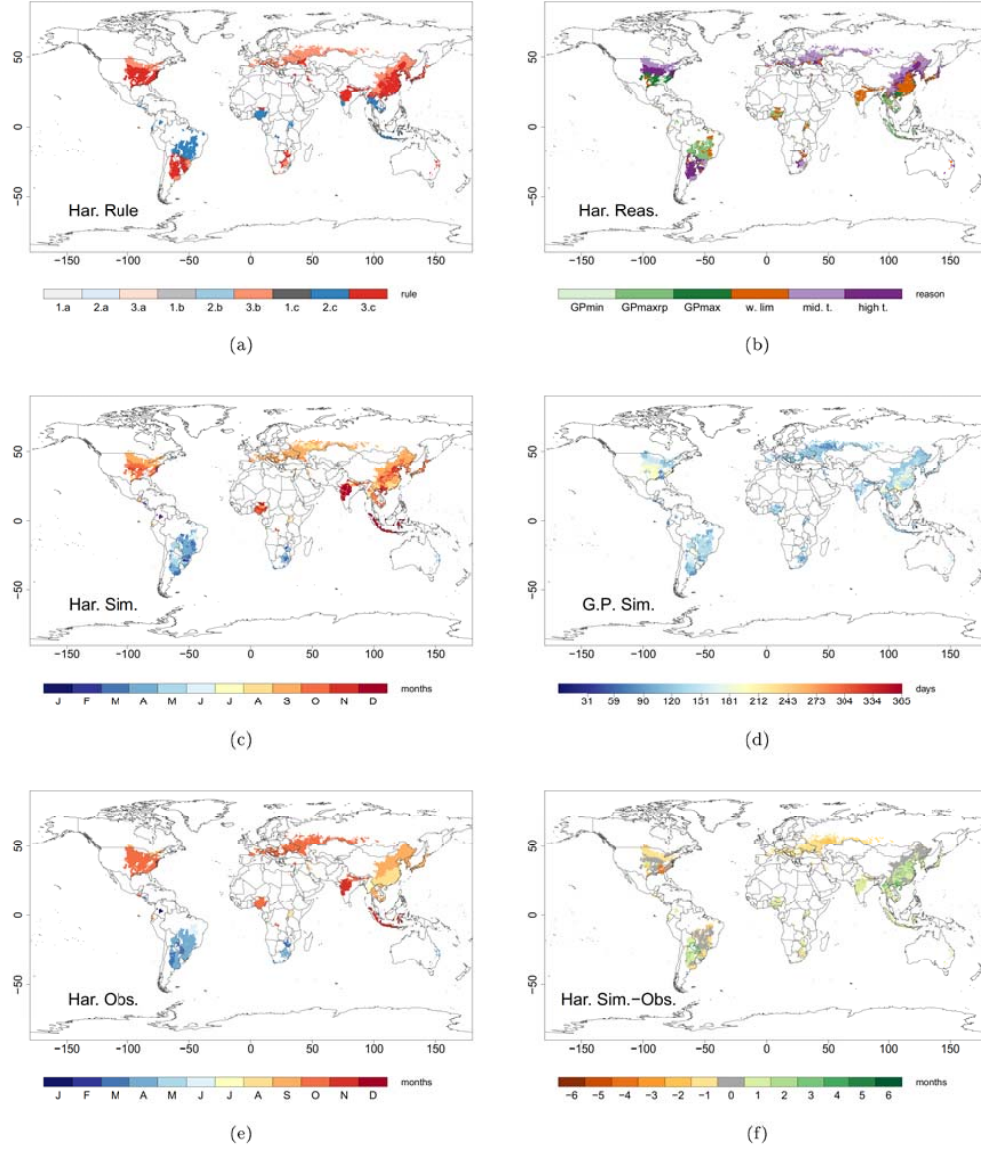 50
0
−50
Har. Rule
−150 −100 −50 0 50 100 150
rule
1.a 2.a 3.a 1.b 2.b 3.b 1.c 2.c 3.c
(a)
50
0
−50
Har. Reas.
−150 −100 −50 0 50 100 150
reason
GPmin GPmaxrp GPmax w. lim mid. t. high t.
(b)
50
0
−50
Har. Sim.
−150 −100 −50 0 50 100 150
months
J F M A M J J A S O N D
(c)
50
0
−50
G.P. Sim.
−150 −100 −50 0 50 100 150
days
31 59 90 120 151 181 212 243 273 304 334 365
(d)
50
0
−50
Har. Obs.
−150 −100 −50 0 50 100 150
months
J F M A M J J A S O N D
(e)
50
0
−50
Har. Sim.−Obs.
−150 −100 −50 0 50 100 150
months
−6 −5 −4 −3 −2 −1 0 1 2 3 4 5 6
(f)